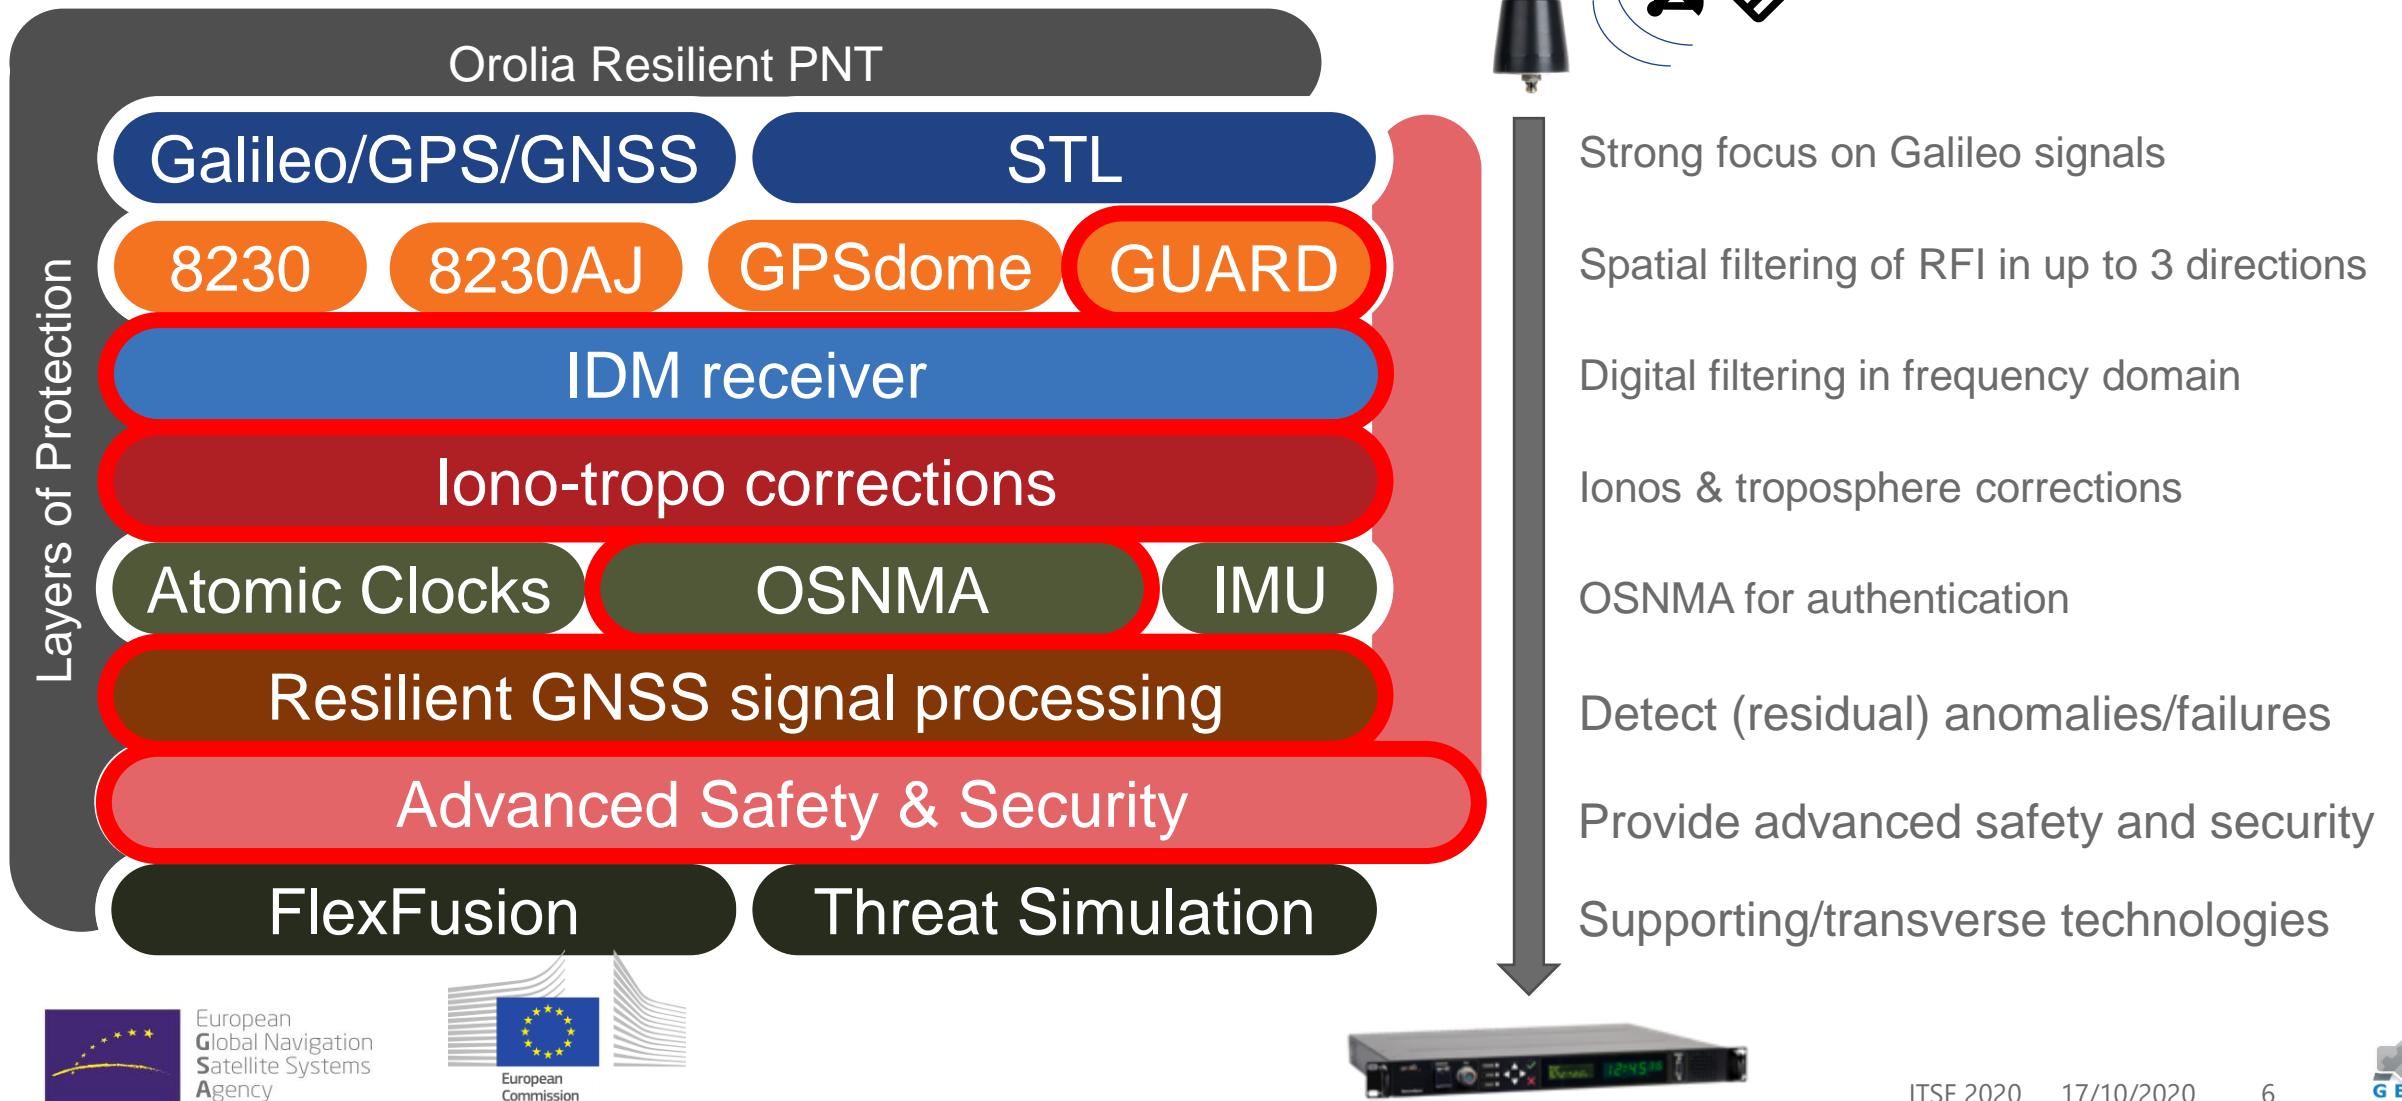 Orolia Resilient PNT
Layers of Protection
Galileo/GPS/GNSS STL
Strong focus on Galileo signals
8230 8230AJ GPSdome GUARD
Spatial filtering of RFI in up to 3 directions
IDM receiver
Digital filtering in frequency domain
Iono-tropo corrections
Ionos & troposphere corrections
Atomic Clocks OSNMA IMU
OSNMA for authentication
Resilient GNSS signal processing
Detect (residual) anomalies/failures
Advanced Safety & Security
Provide advanced safety and security
FlexFusion Threat Simulation
Supporting/transverse technologies
European
Global Navigation
Satellite Systems
Agency
European
Commission
12:45
ITSF 2020 17/10/2020 6